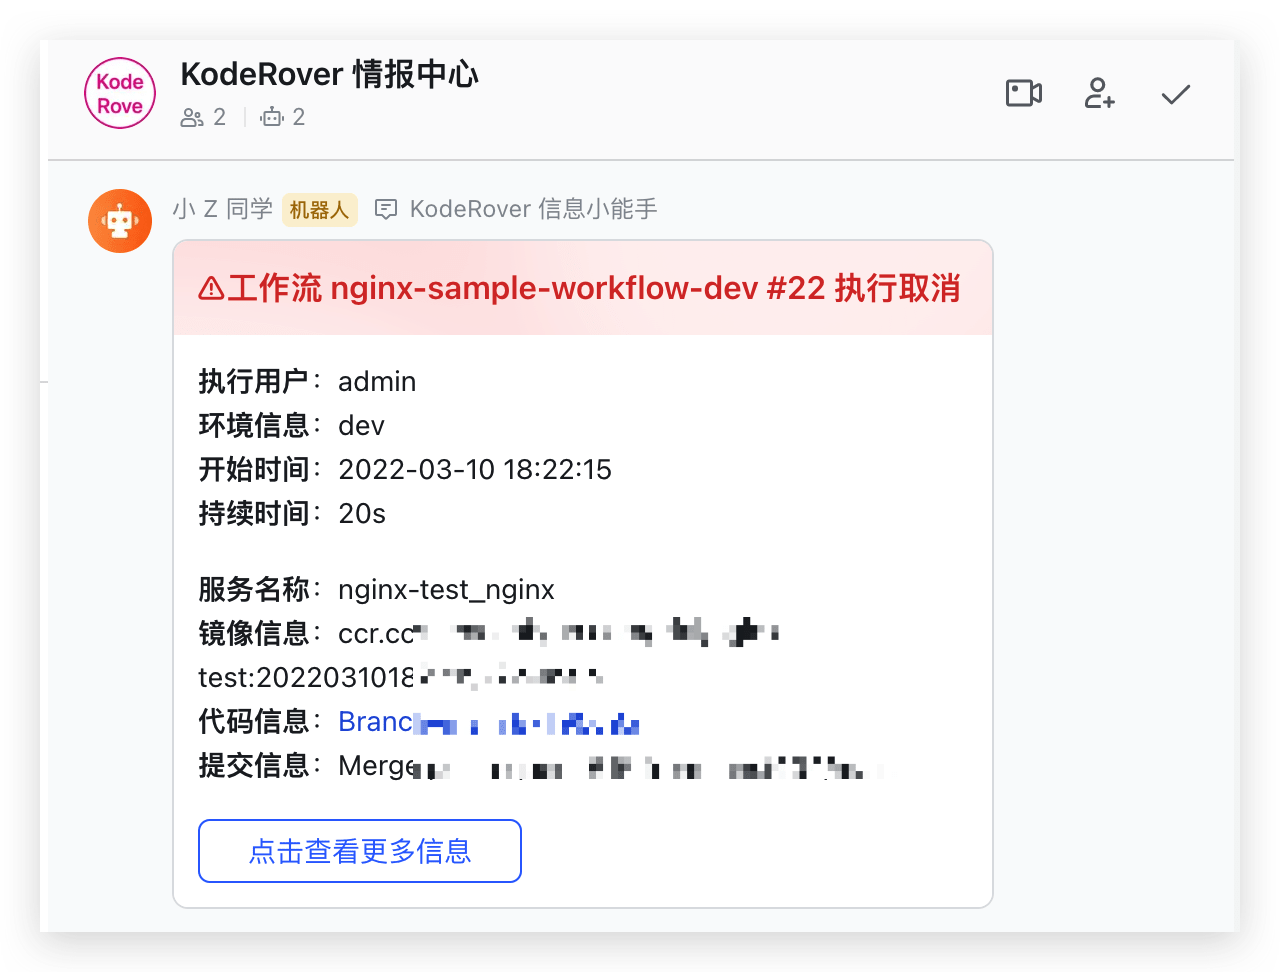 Kode
Rove
KodeRover 情报中心
2
2
小 Z 同学 机器人 KodeRover 信息小能手
工作流 nginx-sample-workflow-dev #22 执行取消
执行用户： admin
环境信息： dev
开始时间： 2022-03-10 18:22:15
持续时间： 20s
服务名称： nginx-test_nginx
镜像信息： ccr.cc
test:2022031018
代码信息： Branc
提交信息： Merge
点击查看更多信息